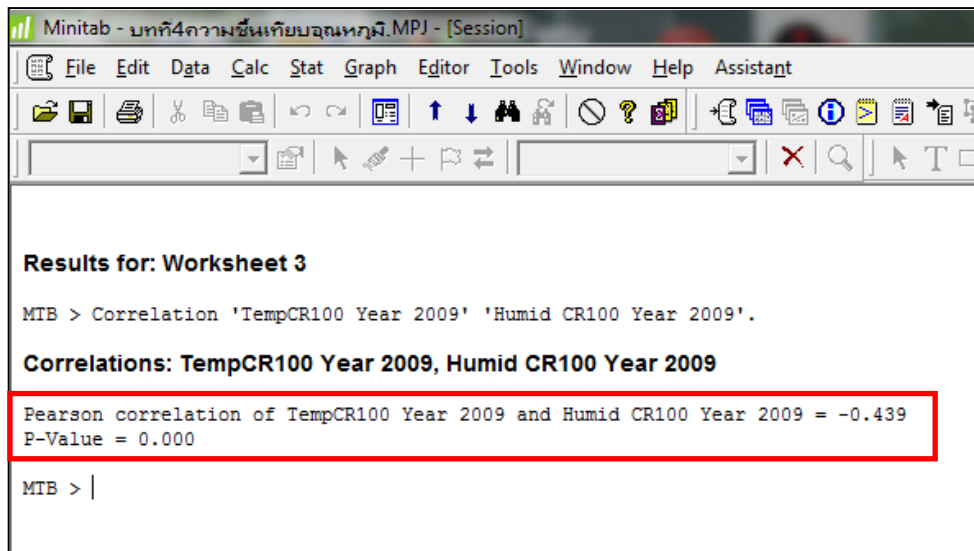 Minitab - บทที่4ความชื้นเทียบอุณหภูมิ.MPJ - [Session]
File Edit Data Calc Stat Graph Editor Tools Window Help Assistant
Results for: Worksheet 3
MTB > Correlation 'TempCR100 Year 2009' 'Humid CR100 Year 2009'.
Correlations: TempCR100 Year 2009, Humid CR100 Year 2009
Pearson correlation of TempCR100 Year 2009 and Humid CR100 Year 2009 = -0.439
P-Value = 0.000
MTB >